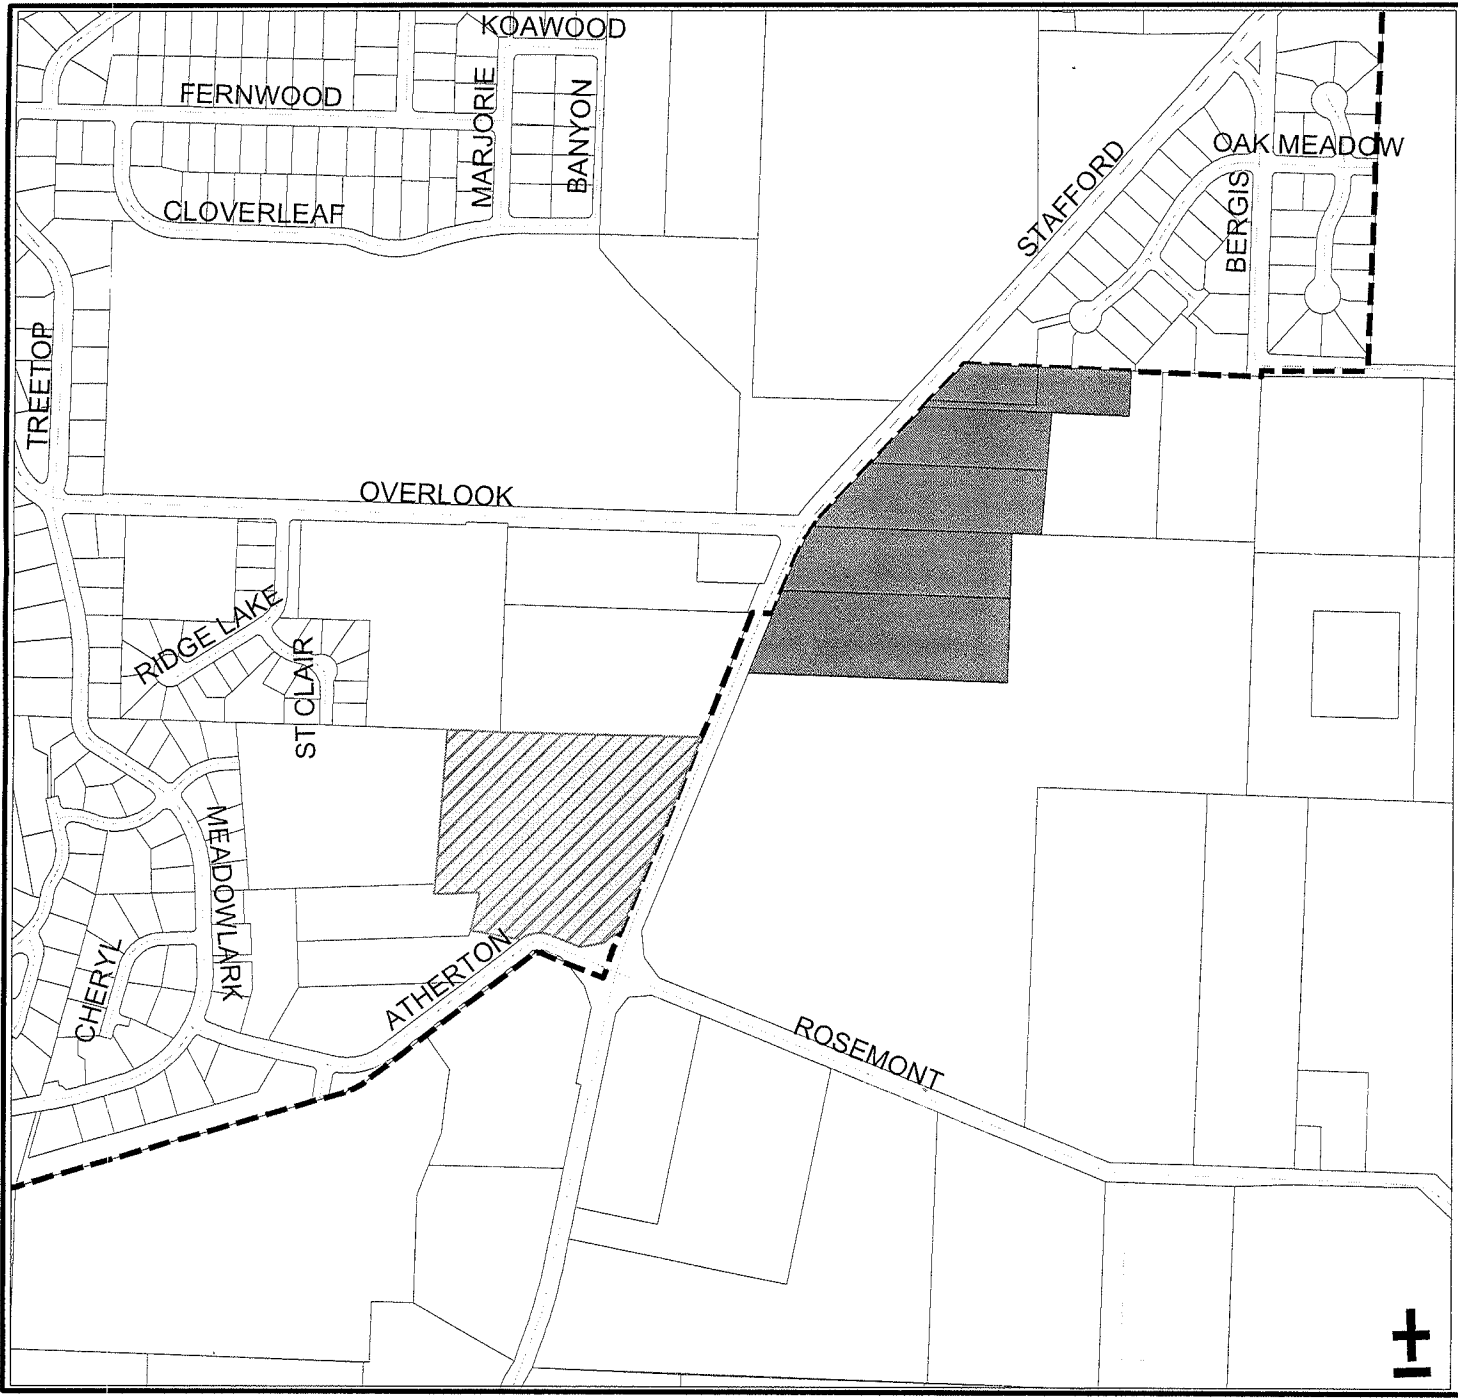 KOAWOOD
FERNWOOD
MARJORIE
BANYON
CLOVERLEAF
STAFFORD
OAK MEADOW
BERGIS
TREETOP
OVERLOOK
RIDGE LAKE
ST CLAIR
MEADOWLARK
CHERYL
ATHERTON
ROSEMONT